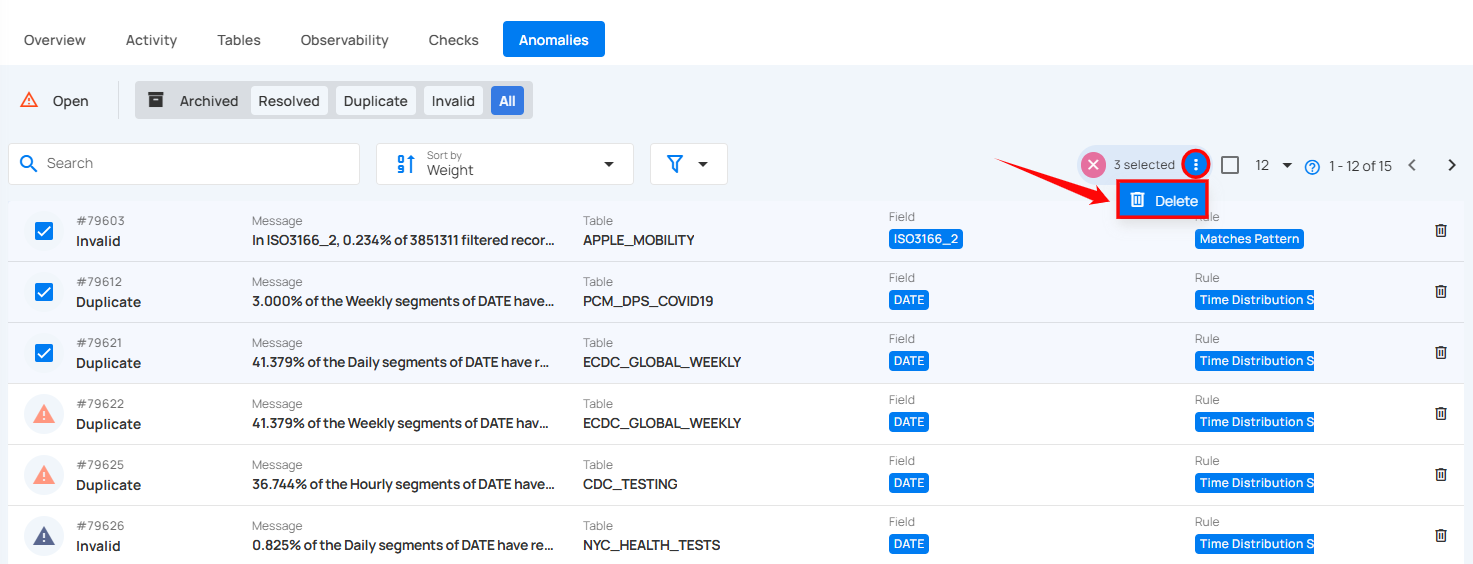 Overview Activity Tables Observability Checks Anomalies
Open Archived Resolved Duplicate Invalid All
Search
Sort by
Weight
3 selected 12 1 - 12 of 15
Delete
#79603 Message Table Field Rule
Invalid In ISO3166_2, 0.234% of 3851311 filtered recor... APPLE_MOBILITY ISO3166_2 Matches Pattern
#79612 Message Table Field Rule
Duplicate 3.000% of the Weekly segments of DATE have... PCM_DPS_COVID19 DATE Time Distribution S
#79621 Message Table Field Rule
Duplicate 41.379% of the Daily segments of DATE have r... ECDC_GLOBAL_WEEKLY DATE Time Distribution S
#79622 Message Table Field Rule
Duplicate 41.379% of the Weekly segments of DATE hav... ECDC_GLOBAL_WEEKLY DATE Time Distribution S
#79625 Message Table Field Rule
Duplicate 36.744% of the Hourly segments of DATE have... CDC_TESTING DATE Time Distribution S
#79626 Message Table Field Rule
Invalid 0.825% of the Daily segments of DATE have re... NYC_HEALTH_TESTS DATE Time Distribution S